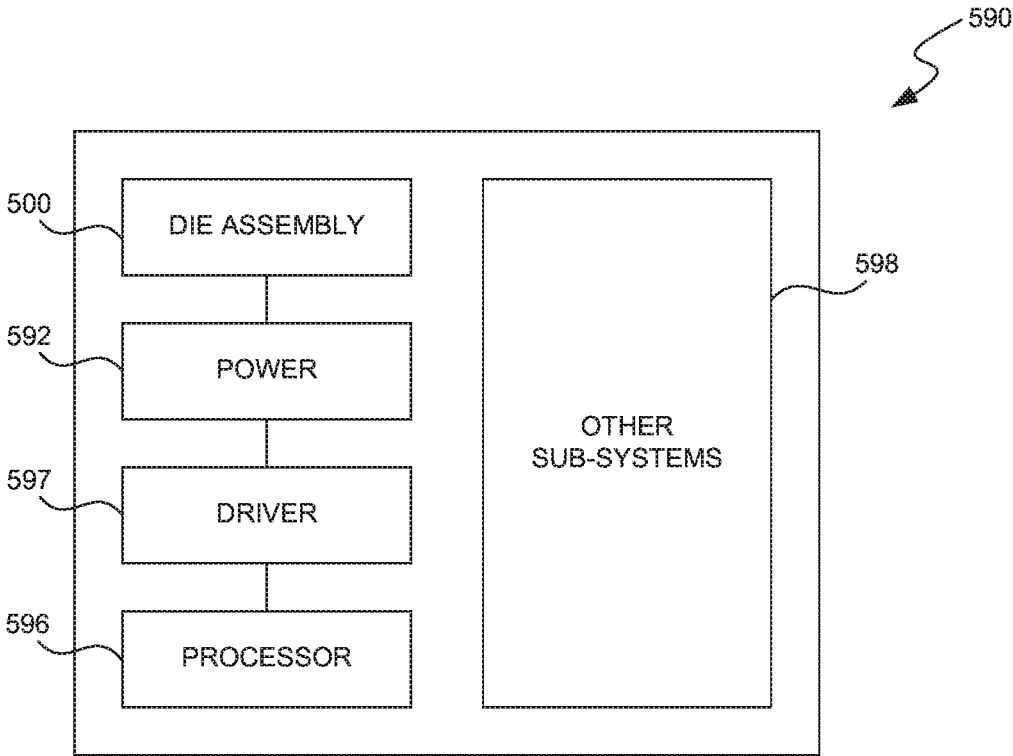 590
500
DIE ASSEMBLY
598
592
POWER
OTHER
SUB-SYSTEMS
597
DRIVER
596
PROCESSOR